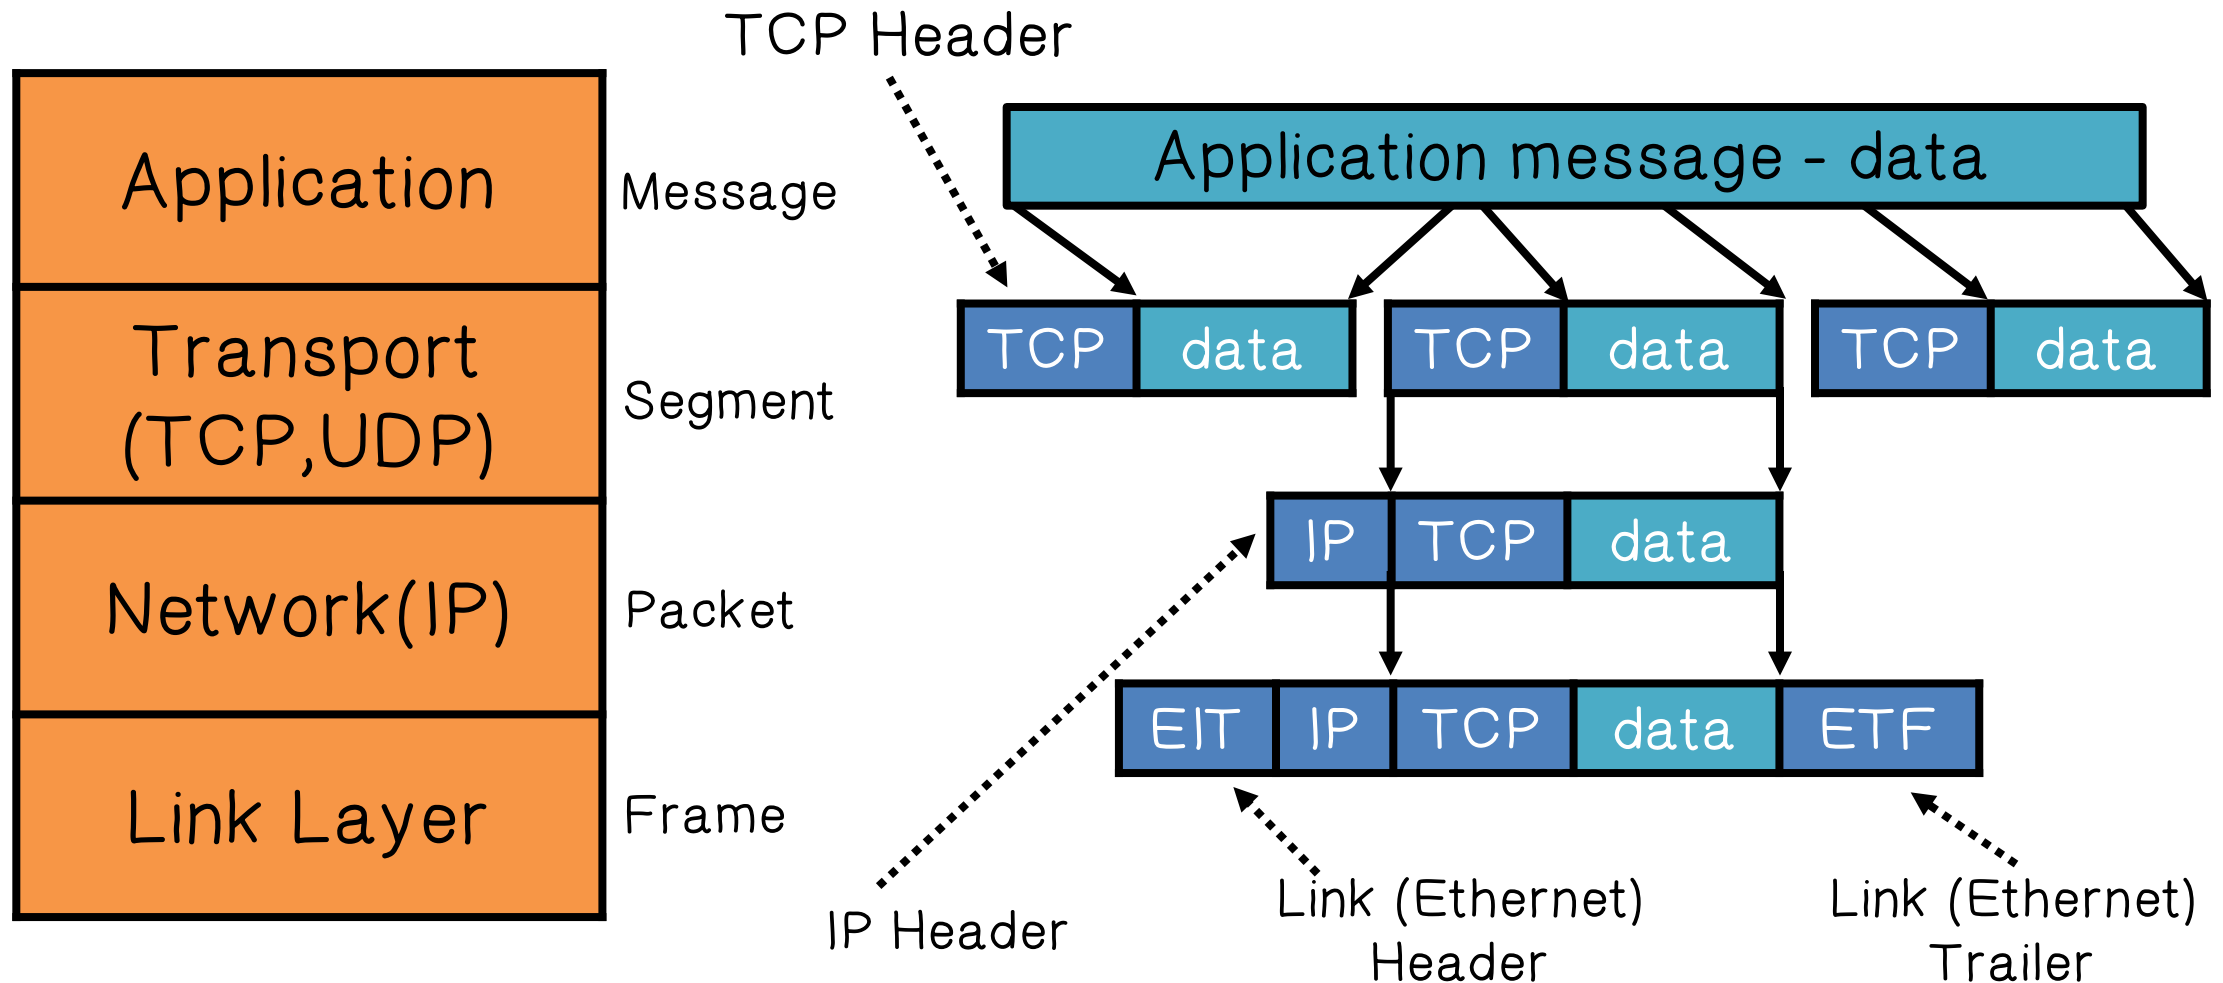 TCP Header
Application message - data
Application
Message
TCP data TCP data TCP data
Transport
(TCP,UDP)
Segment
IP TCP data
Network(IP)
Packet
EIT IP TCP data ETF
Link Layer
Frame
IP Header
Link (Ethernet)
Header
Link (Ethernet)
Trailer